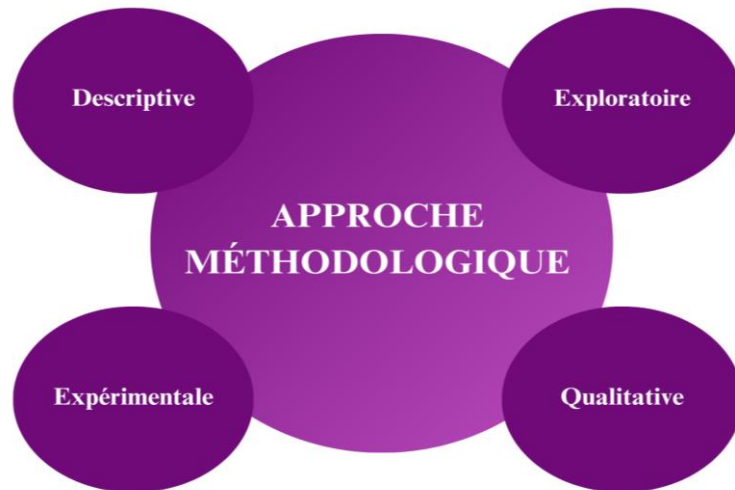 Descriptive
Exploratoire
APPROCHE
MÉTHODOLOGIQUE
Expérimentale
Qualitative